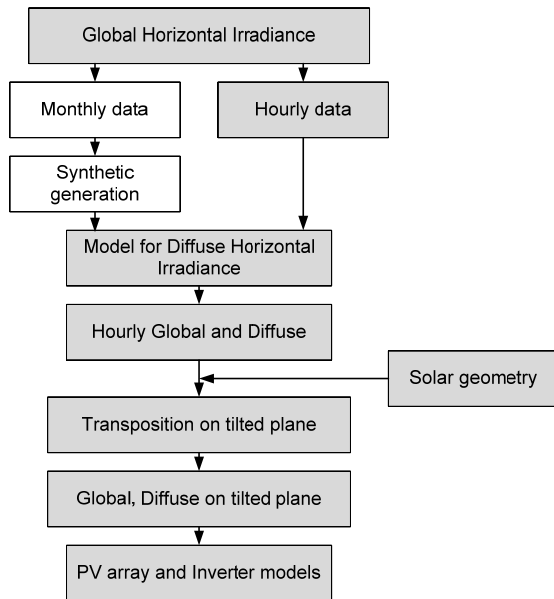 Global Horizontal Irradiance
Monthly data
Hourly data
Synthetic
generation
Model for Diffuse Horizontal
Irradiance
Hourly Global and Diffuse
Solar geometry
Transposition on tilted plane
Global, Diffuse on tilted plane
PV array and Inverter models